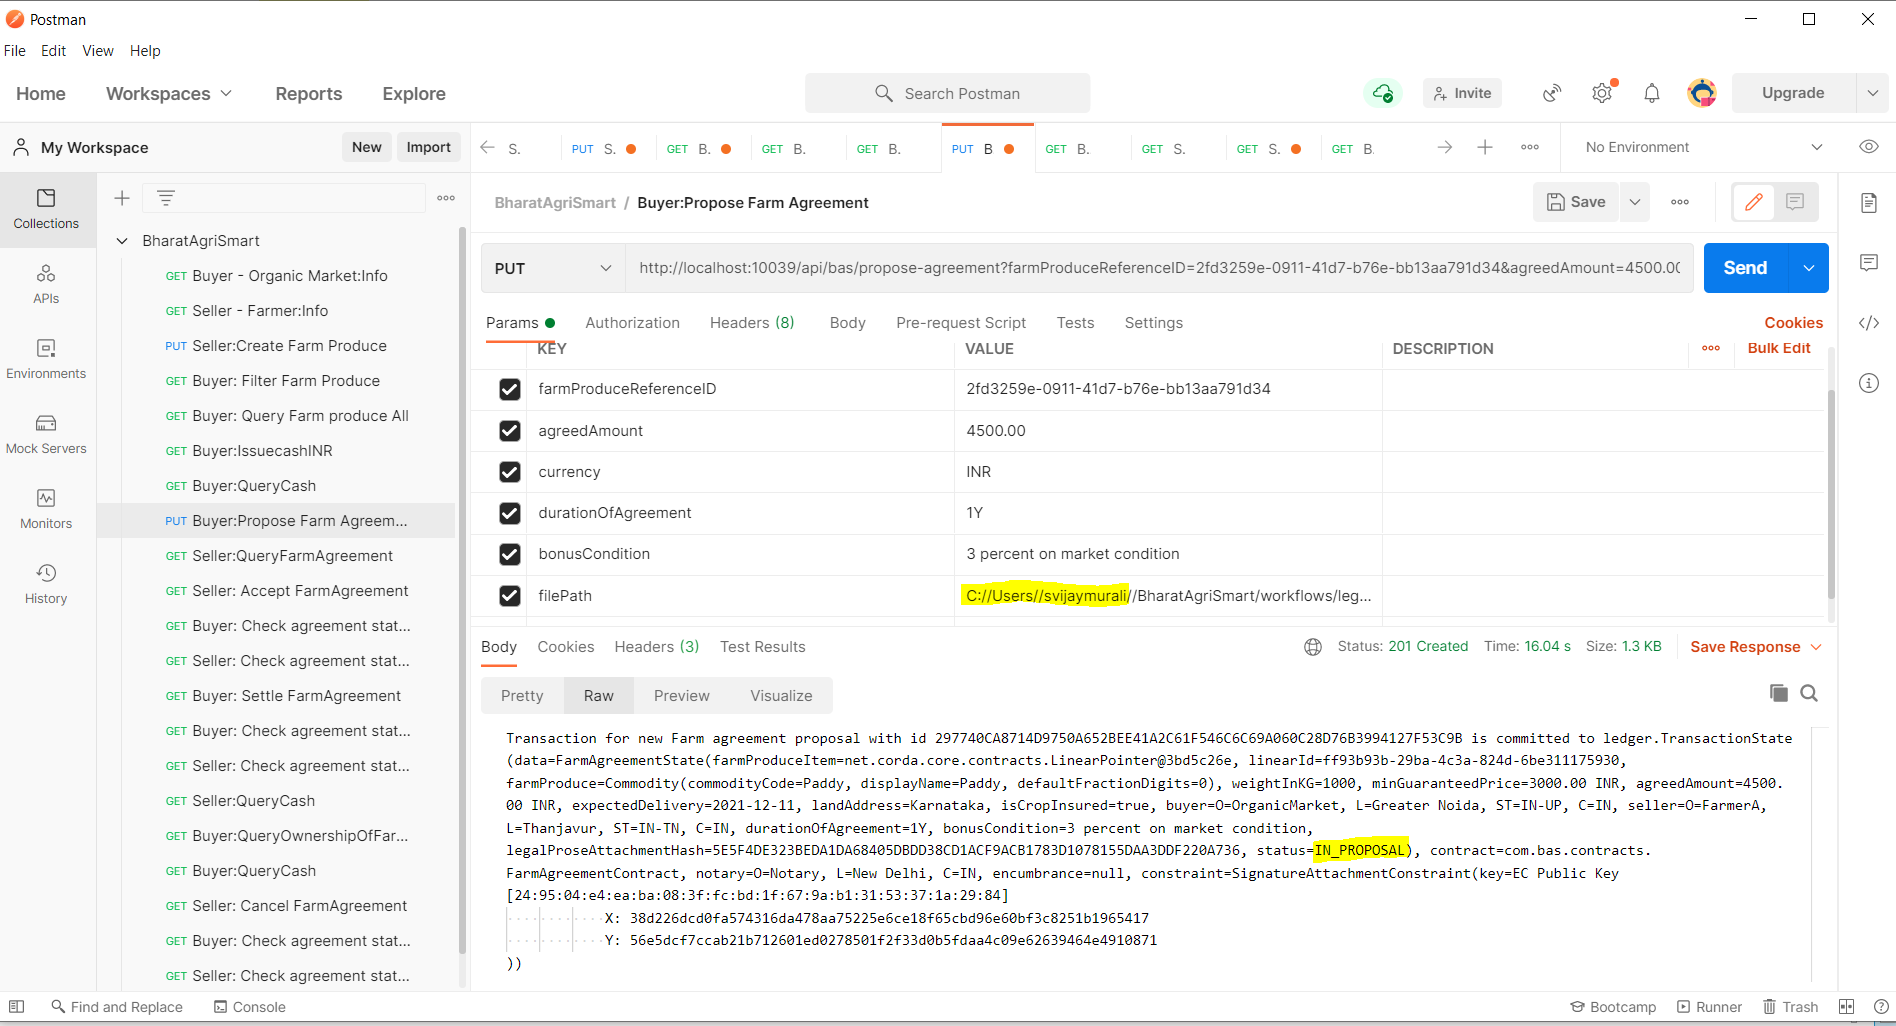 Postman
File Edit View Help
Home Workspaces Reports Explore
Search Postman
Invite
Upgrade
My Workspace
New
Import
S.
PUT S.
GET B.
GET B.
GET B.
PUT B
GET B.
GET S.
GET S.
GET B.
No Environment
Collections
APIs
Environments
Mock Servers
Monitors
History
BharatAgriSmart
GET Buyer - Organic Market:Info
GET Seller - Farmer:Info
PUT Seller:Create Farm Produce
GET Buyer: Filter Farm Produce
GET Buyer: Query Farm produce All
GET Buyer:IssuecashINR
GET Buyer:QueryCash
PUT Buyer:Propose Farm Agreem...
GET Seller:QueryFarmAgreement
GET Seller: Accept FarmAgreement
GET Buyer: Check agreement stat...
GET Seller: Check agreement stat...
GET Buyer: Settle FarmAgreement
GET Buyer: Check agreement stat...
GET Seller: Check agreement stat...
GET Seller:QueryCash
GET Buyer:QueryOwnershipOfFar...
GET Buyer:QueryCash
GET Seller: Cancel FarmAgreement
GET Buyer: Check agreement stat...
GET Seller: Check agreement stat...
BharatAgriSmart / Buyer:Propose Farm Agreement
Save
PUT
http://localhost:10039/api/bas/propose-agreement?farmProduceReferenceID=2fd3259e-0911-41d7-b76e-bb13aa791d34&agreedAmount=4500.00
Send
Params Authorization Headers (8) Body Pre-request Script Tests Settings
Cookies
KEY VALUE DESCRIPTION
Bulk Edit
farmProduceReferenceID 2fd3259e-0911-41d7-b76e-bb13aa791d34
agreedAmount 4500.00
currency INR
durationOfAgreement 1Y
bonusCondition 3 percent on market condition
filePath C://Users//svijaymurali//BharatAgriSmart/workflows/leg...
Body Cookies Headers (3) Test Results
Status: 201 Created Time: 16.04 s Size: 1.3 KB
Save Response
Pretty Raw Preview Visualize
Transaction for new Farm agreement proposal with id 297740CA8714D9750A652BEE41A2C61F546C6C69A060C28D76B3994127F53C9B is committed to ledger.TransactionState
(data=FarmAgreementState(farmProduceItem=net.corda.core.contracts.LinearPointer@3bd5c26e, linearId=ff93b93b-29ba-4c3a-824d-6be311175930,
farmProduce=Commodity(commodityCode=Paddy, displayName=Paddy, defaultFractionDigits=0), weightInKG=1000, minGuaranteedPrice=3000.00 INR, agreedAmount=4500.
00 INR, expectedDelivery=2021-12-11, landAddress=Karnataka, isCropInsured=true, buyer=O=OrganicMarket, L=Greater Noida, ST=IN-UP, C=IN, seller=O=FarmerA,
L=Thanjavur, ST=IN-TN, C=IN, durationOfAgreement=1Y, bonusCondition=3 percent on market condition,
legalProseAttachmentHash=5E5F4DE323BEDA1DA68405DBDD38CD1ACF9ACB1783D1078155DAA3DDF220A736, status=IN_PROPOSAL), contract=com.bas.contracts.
FarmAgreementContract, notary=O=Notary, L=New Delhi, C=IN, encumbrance=null, constraint=SignatureAttachmentConstraint(key=EC Public Key
[24:95:04:e4:ea:ba:08:3f:fc:bd:1f:67:9a:b1:31:53:37:1a:29:84]
X: 38d226dcd0fa574316da478aa75225e6ce18f65cbd96e60bf3c8251b1965417
Y: 56e5dcf7ccab21b712601ed0278501f2f33d0b5fdaa4c09e62639464e4910871
))
Find and Replace
Console
Bootcamp
Runner
Trash